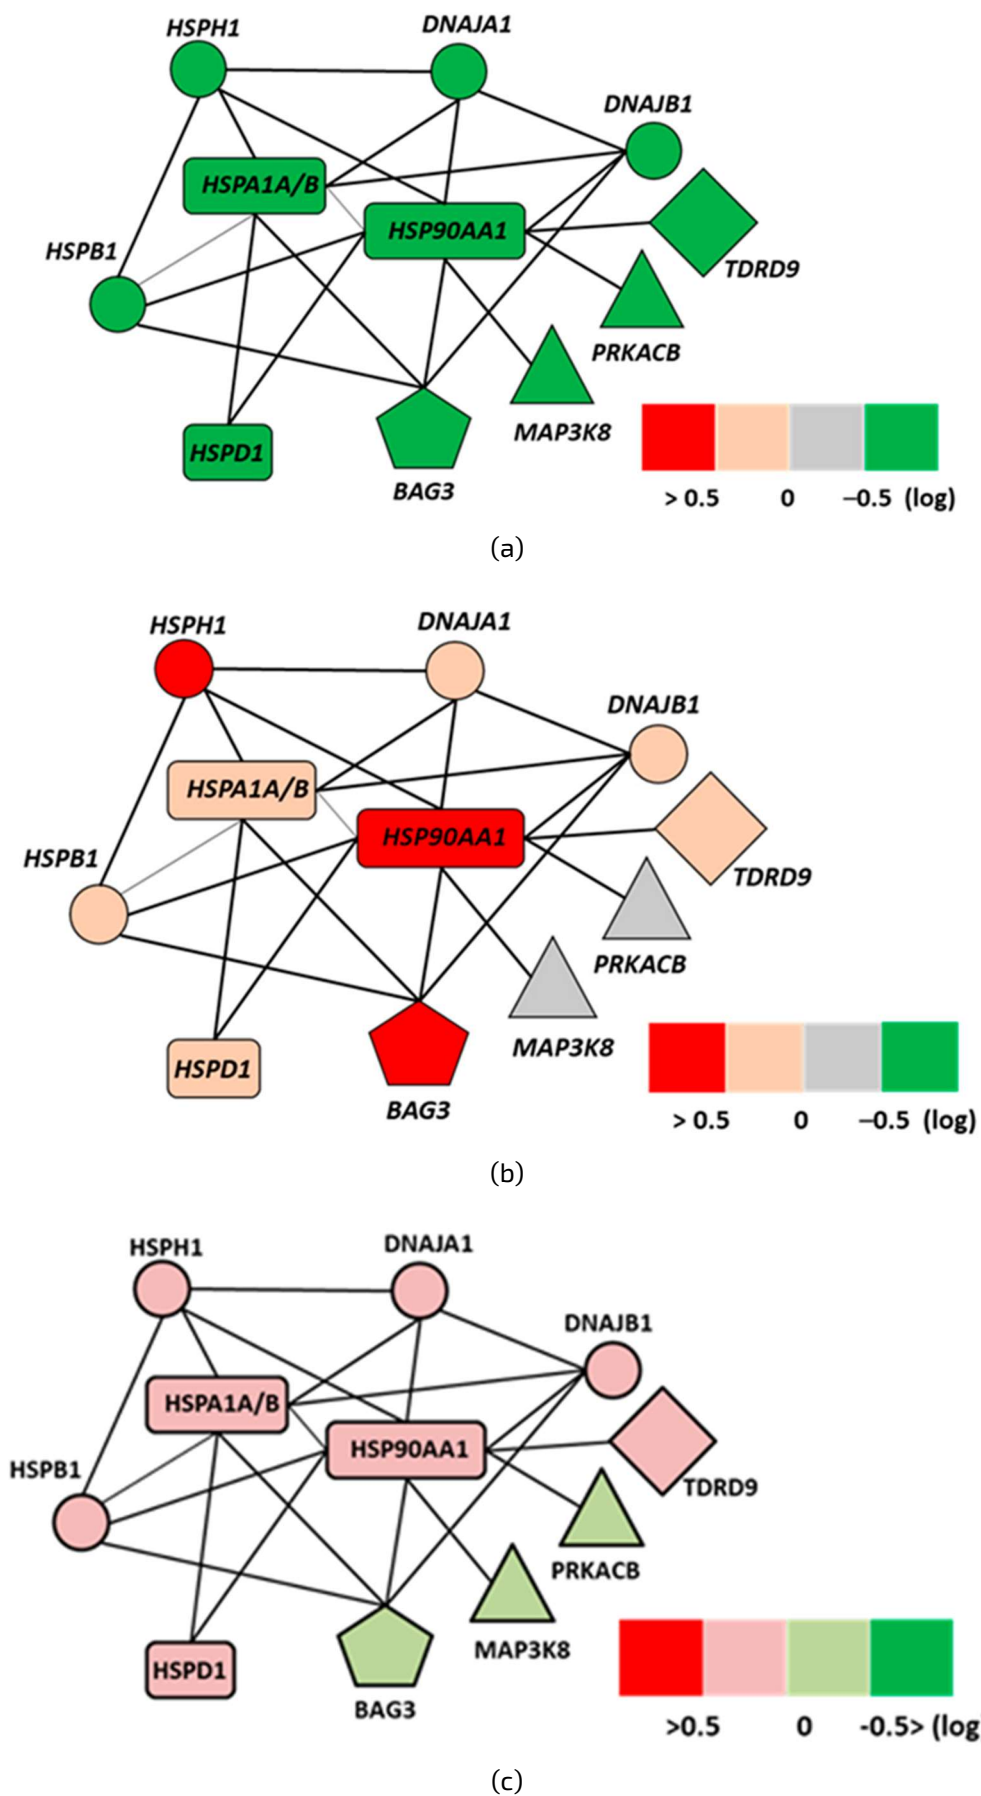 HSPH1
DNAJA1
DNAJB1
HSPA1A/B
HSP90AA1
HSPB1
TDRD9
PRKACB
MAP3K8
HSPD1
BAG3
> 0.5 0 −0.5 (log)
(a)
HSPH1
DNAJA1
DNAJB1
HSPA1A/B
HSP90AA1
HSPB1
TDRD9
PRKACB
MAP3K8
HSPD1
BAG3
> 0.5 0 −0.5 (log)
(b)
HSPH1
DNAJA1
DNAJB1
HSPA1A/B
HSP90AA1
HSPB1
TDRD9
PRKACB
MAP3K8
HSPD1
BAG3
>0.5 0 -0.5> (log
(c)